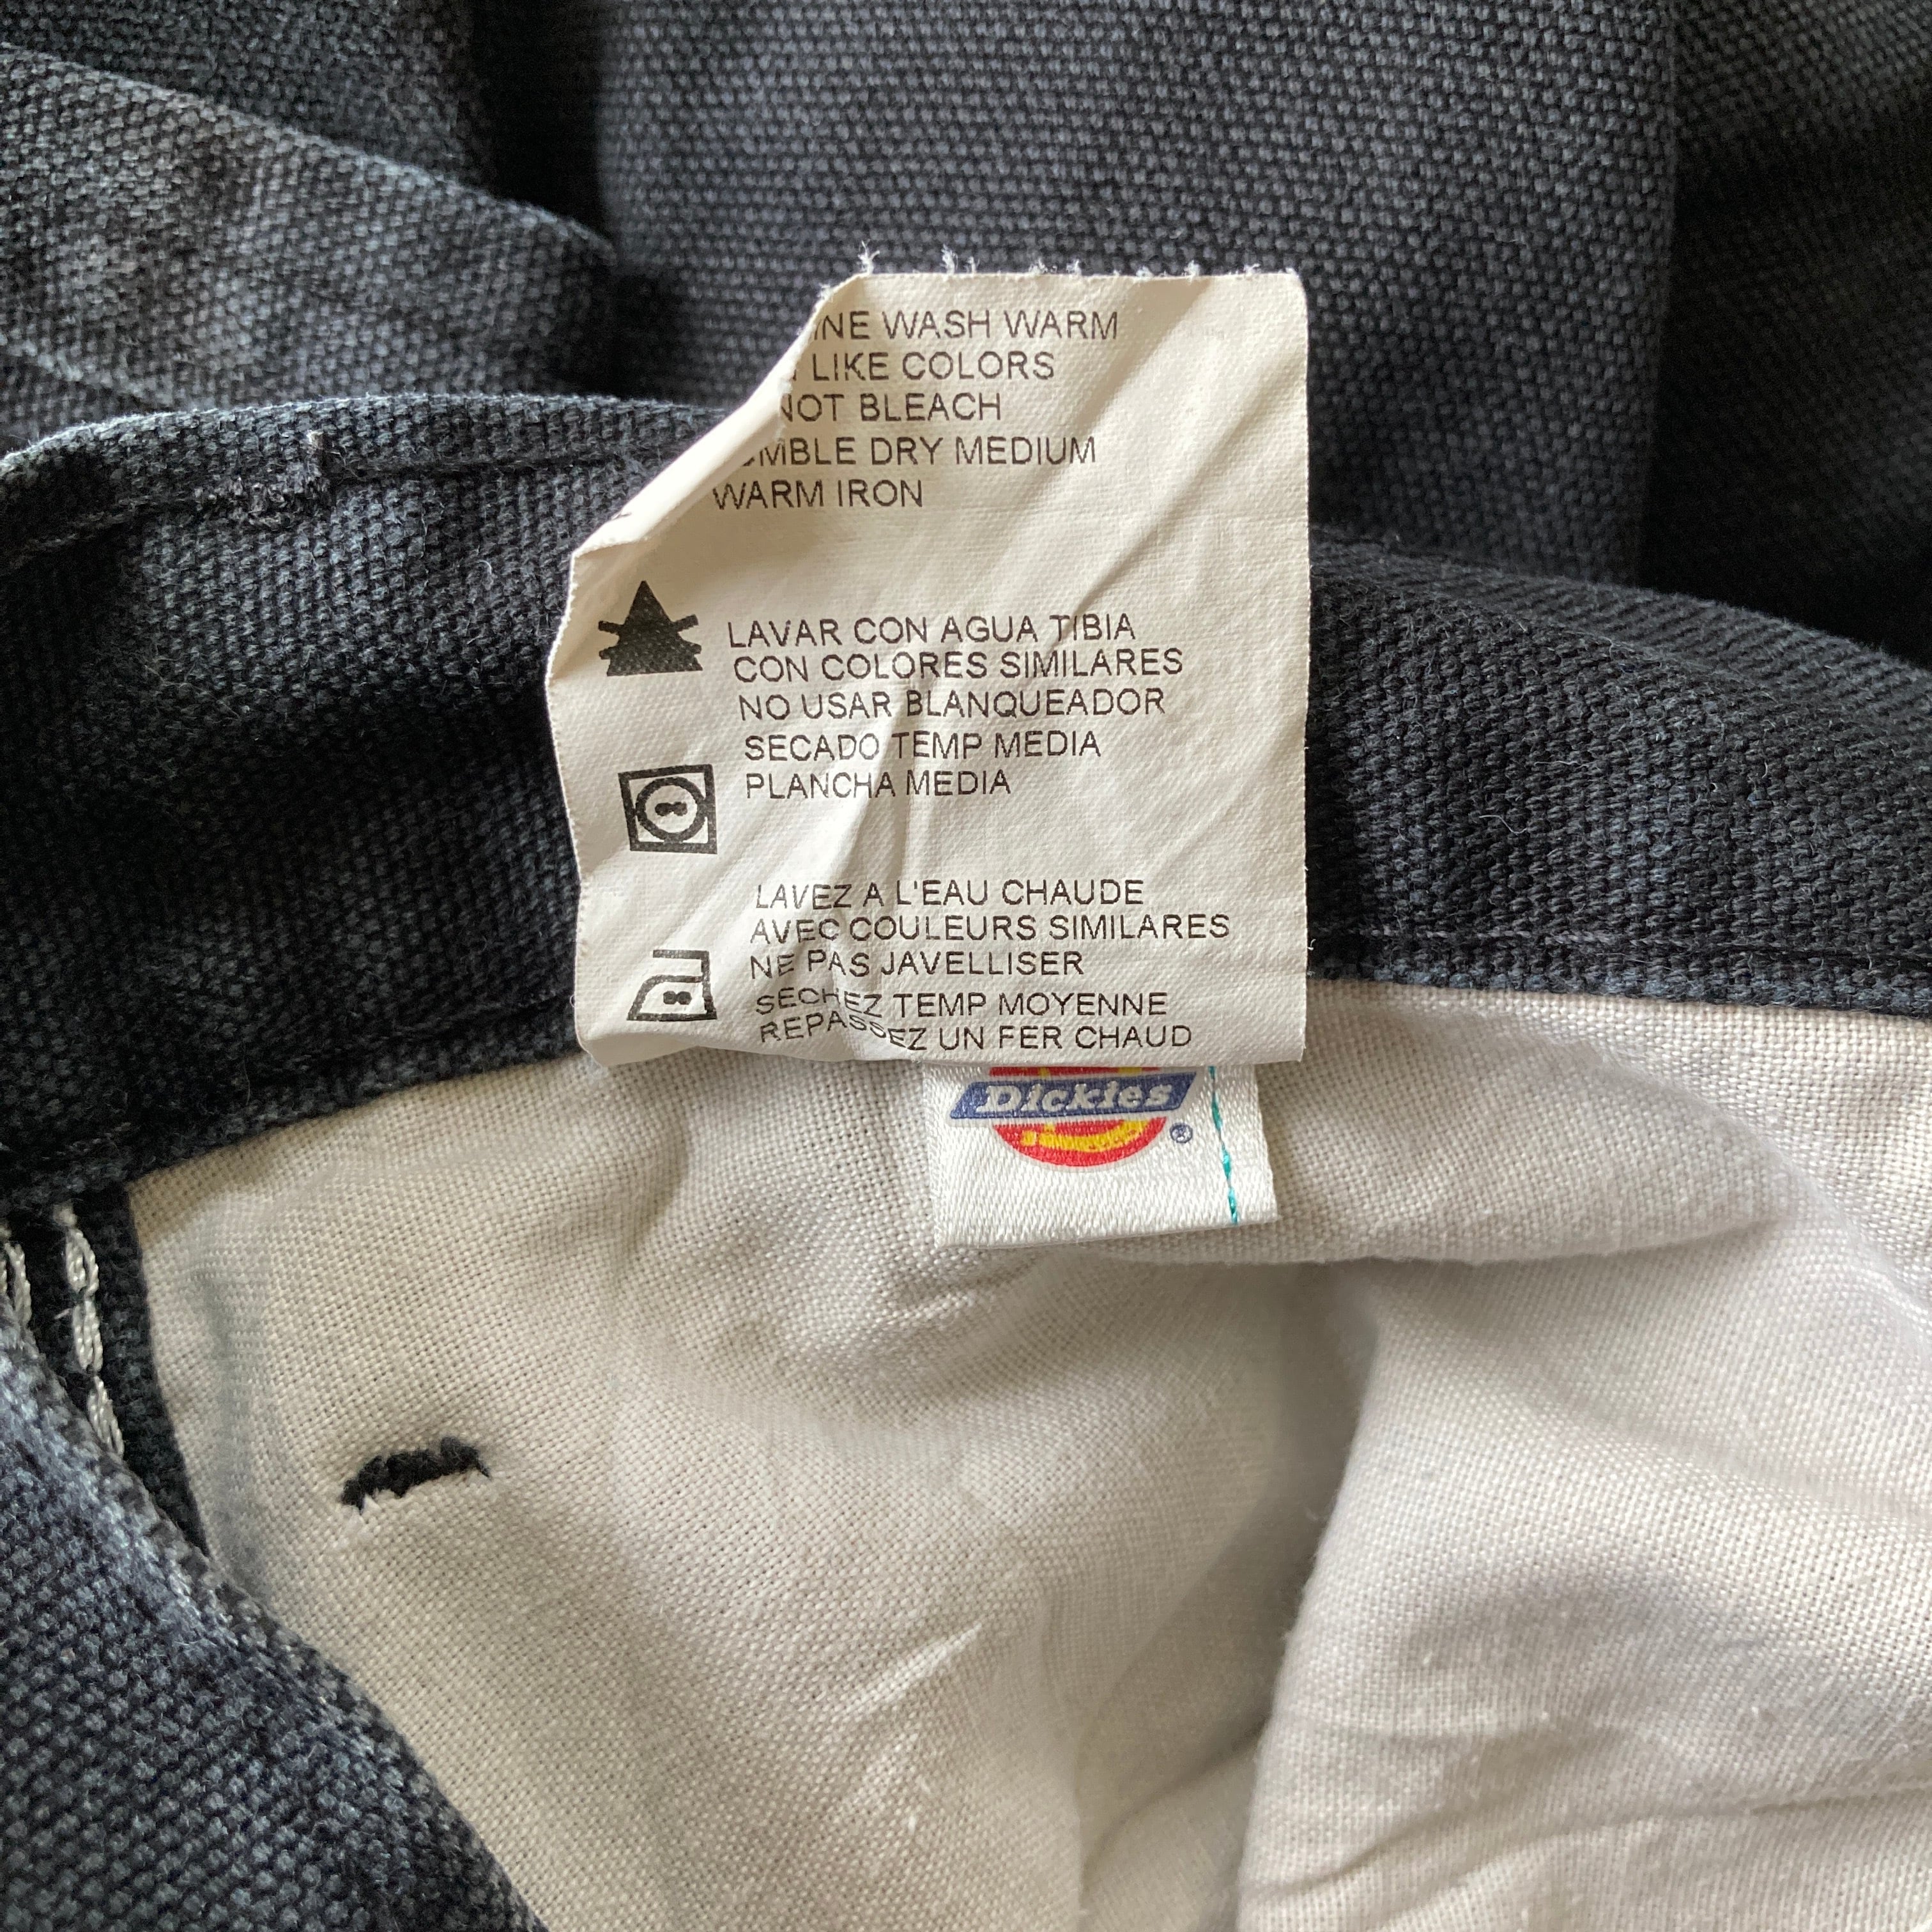 WASH WARM
LIKE COLORS
NOT BLEACH
DRY MEDIUM
WARM IRON
LAVAR CON AGUA TIBIA
CON COLORES SIMILARES
NO USAR BLANQUEADOR
SECADO TEMP MEDIA
PLANCHA MEDIA
LAVEZ A L'EAU CHAUDE
AVEC COULEURS SIMILARES
NE PAS JAVELLISER
SECHEZ TEMP MOYENNE
REPASSEZ UN FER CHAUD
Dickies
®